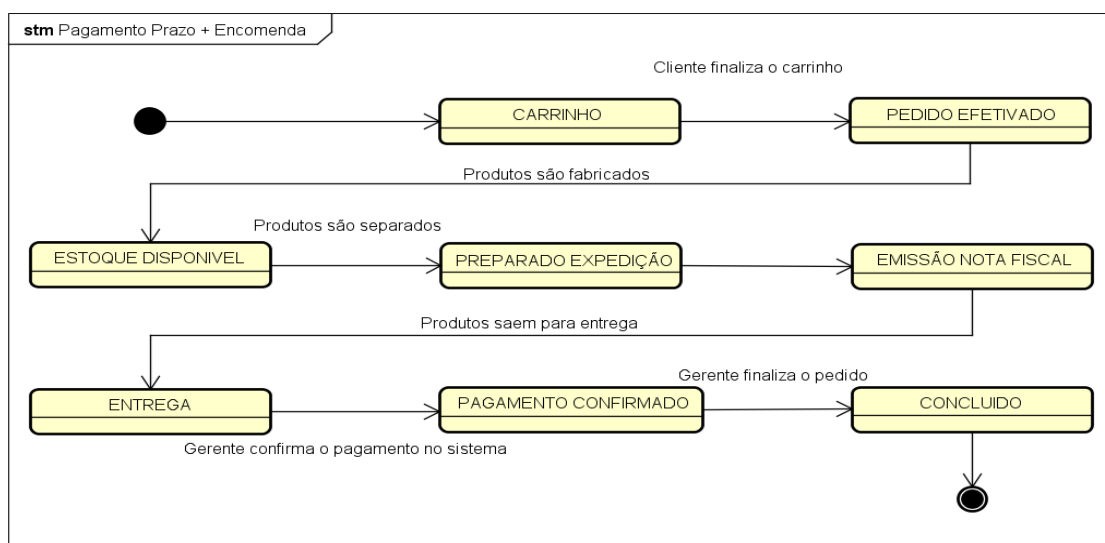 stm Pagamento Prazo + Encomenda
Cliente finaliza o carrinho
CARRINHO
PEDIDO EFETIVADO
Produtos são fabricados
Produtos são separados
ESTOQUE DISPONIVEL
PREPARADO EXPEDIÇÃO
EMISSÃO NOTA FISCAL
Produtos saem para entrega
Gerente finaliza o pedido
ENTREGA
PAGAMENTO CONFIRMADO
CONCLUIDO
Gerente confirma o pagamento no sistema